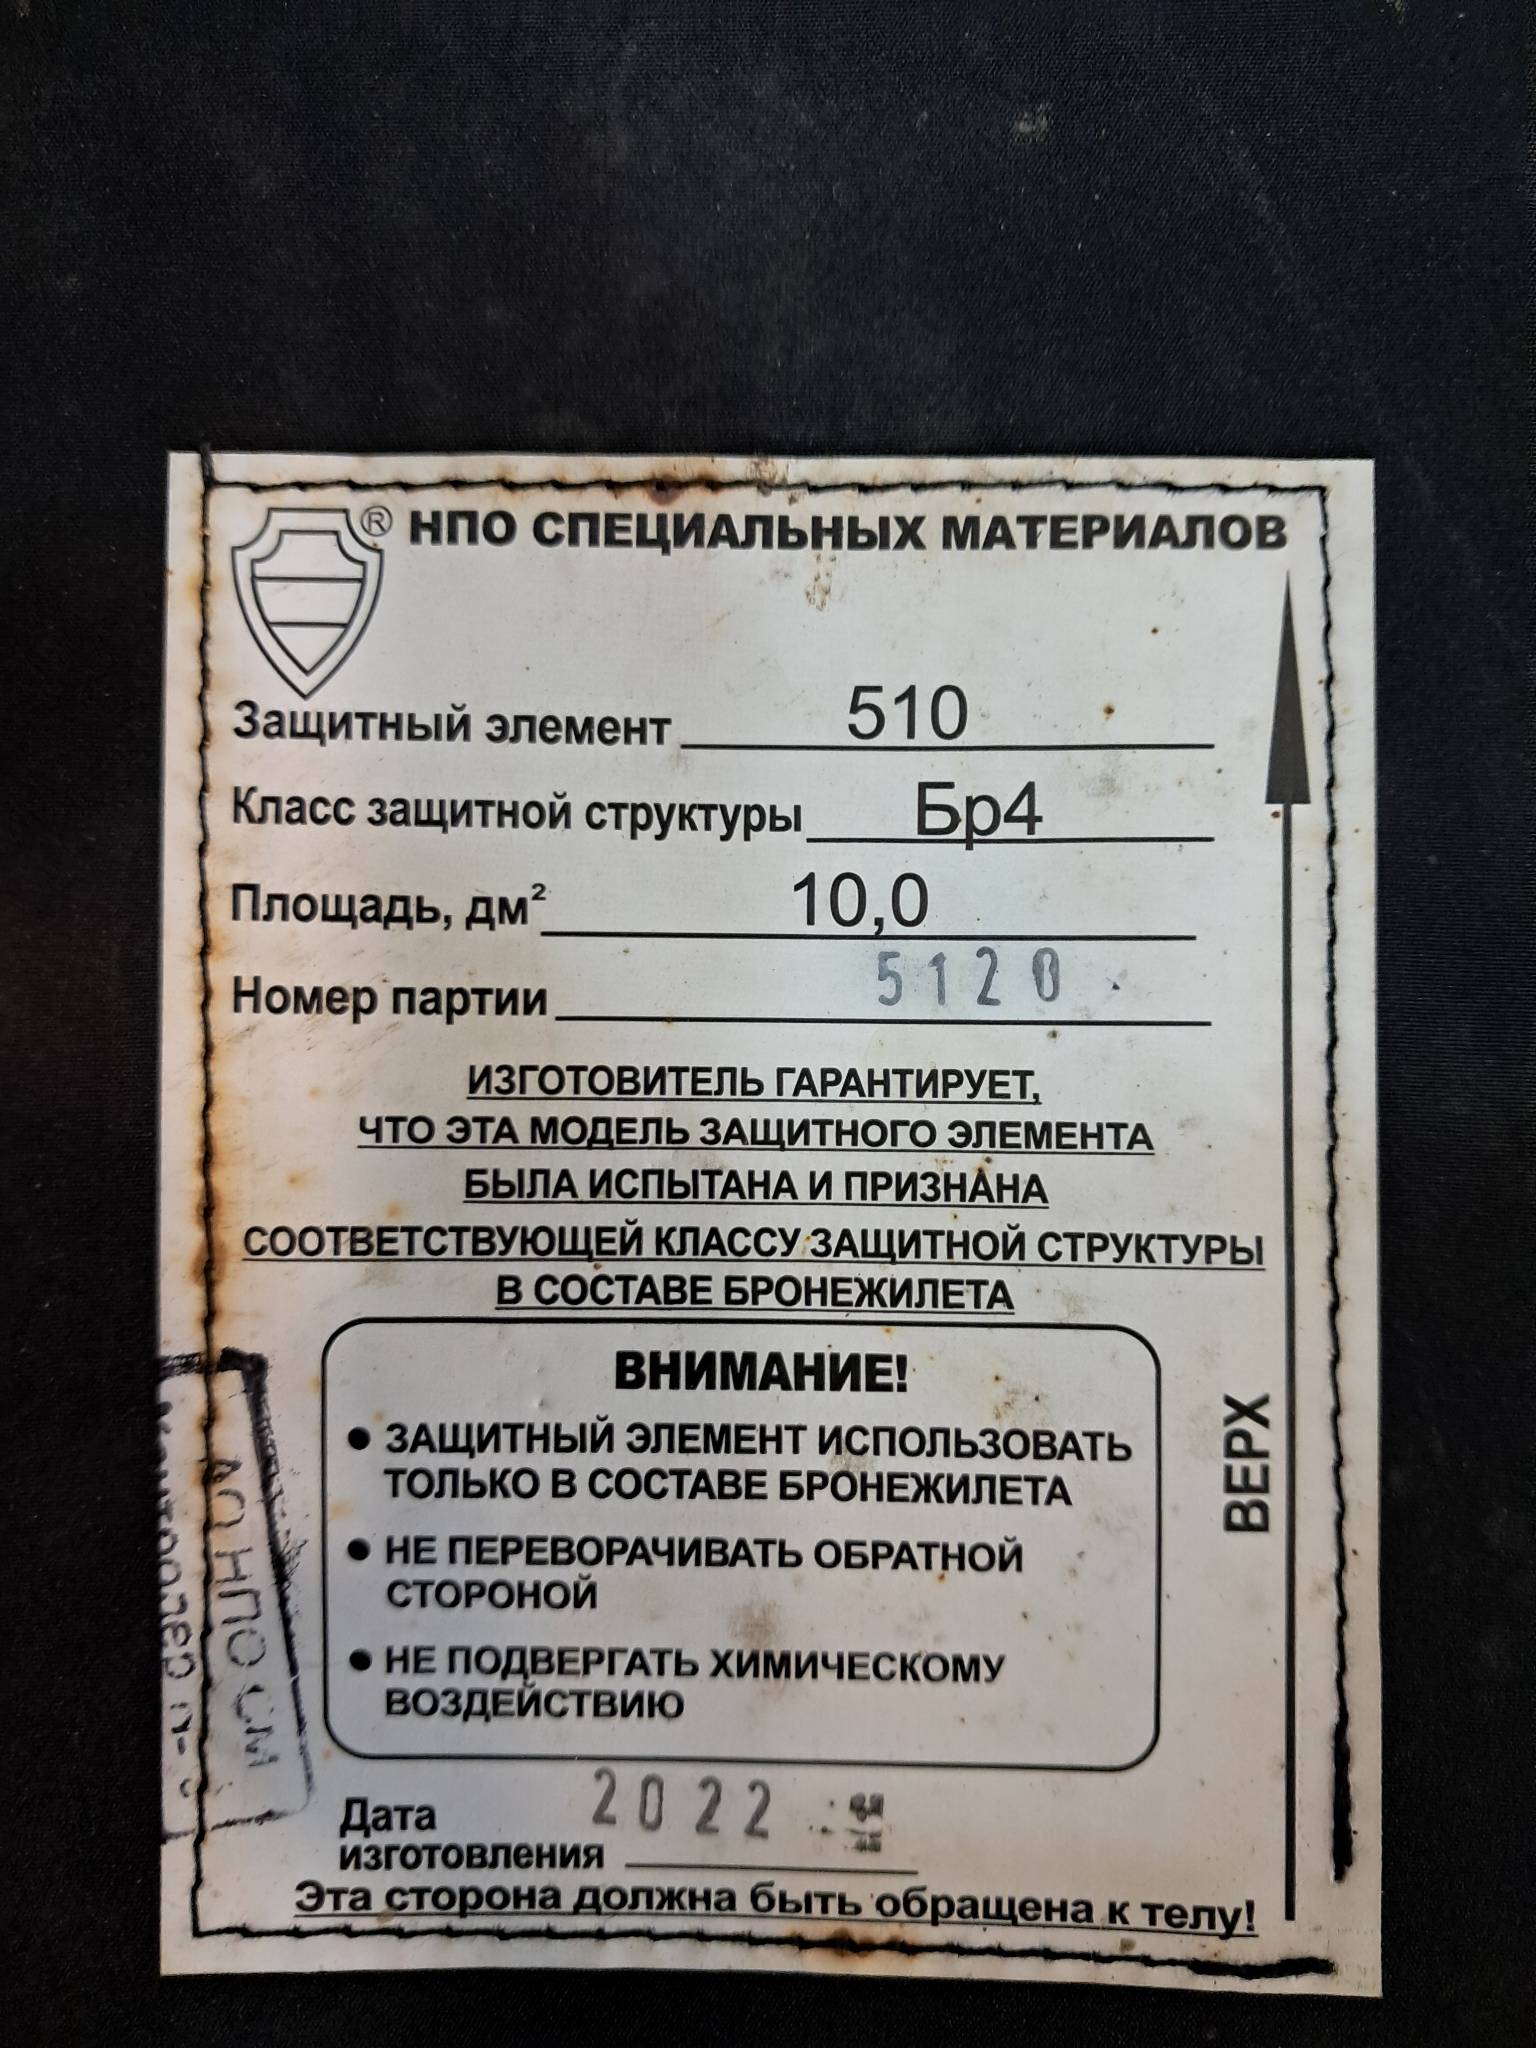 ® НПО СПЕЦИАЛЬНЫХ МАТЕРИАЛОВ
Защитный элемент 510
Класс защитной структуры Бр4
Площадь, дм² 10,0
Номер партии 5120
ИЗГОТОВИТЕЛЬ ГАРАНТИРУЕТ,
ЧТО ЭТА МОДЕЛЬ ЗАЩИТНОГО ЭЛЕМЕНТА
БЫЛА ИСПЫТАНА И ПРИЗНАНА
СООТВЕТСТВУЮЩЕЙ КЛАССУ ЗАЩИТНОЙ СТРУКТУРЫ
В СОСТАВЕ БРОНЕЖИЛЕТА
ВНИМАНИЕ!
● ЗАЩИТНЫЙ ЭЛЕМЕНТ ИСПОЛЬЗОВАТЬ
ТОЛЬКО В СОСТАВЕ БРОНЕЖИЛЕТА
● НЕ ПЕРЕВОРАЧИВАТЬ ОБРАТНОЙ
СТОРОНОЙ
● НЕ ПОДВЕРГАТЬ ХИМИЧЕСКОМУ
ВОЗДЕЙСТВИЮ
ВЕРХ
НПО СМ
Дата
изготовления 2022
Эта сторона должна быть обращена к телу!